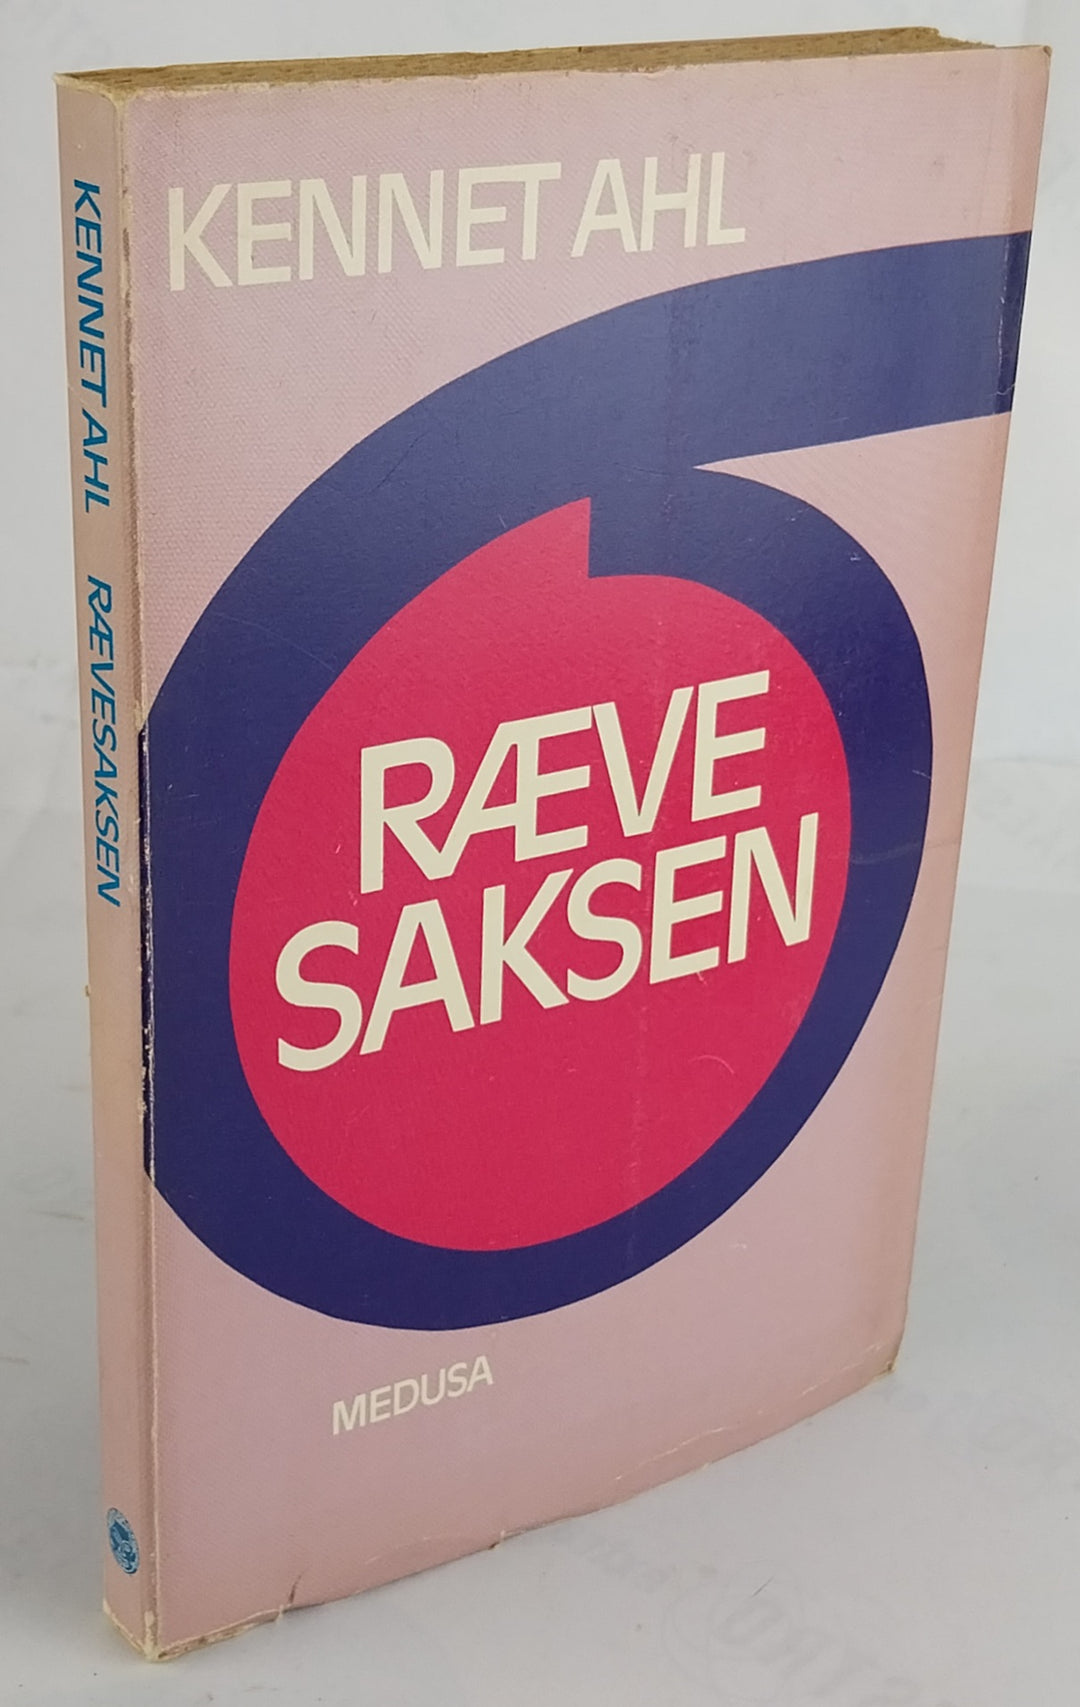 KENNET AHL
RÆVE
SAKSEN
MEDUSA
KENNET AHL RÆVESAKSEN